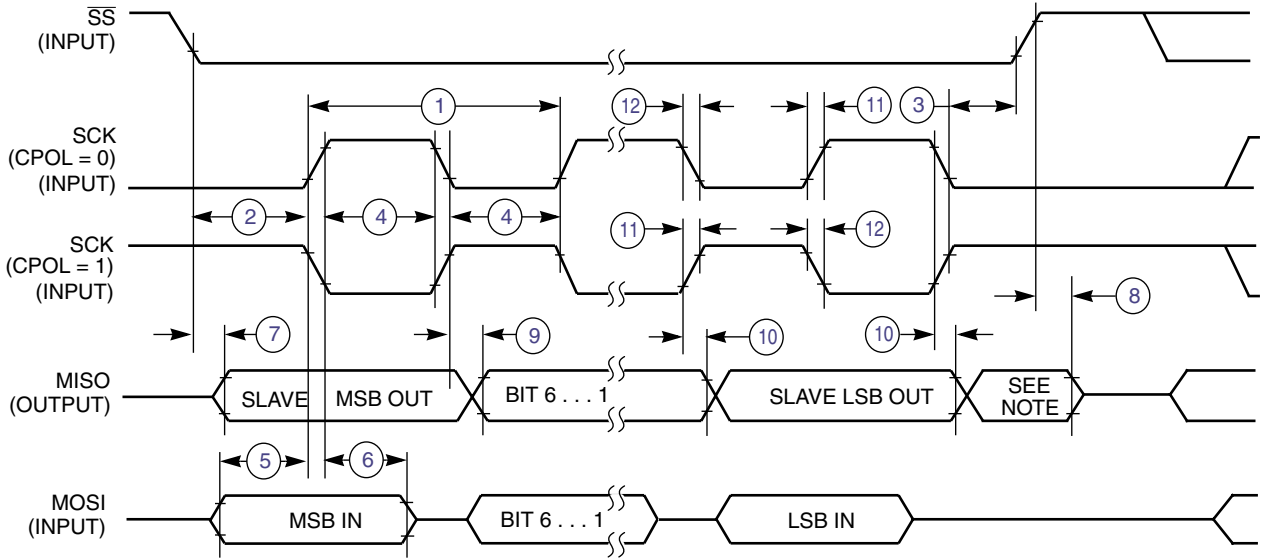 SS
(INPUT)
1
12
11
3
SCK
(CPOL = 0)
(INPUT)
2
4
4
SCK
(CPOL = 1)
(INPUT)
11
12
8
7
9
10
10
MISO
(OUTPUT)
SLAVE MSB OUT
BIT 6 . . . 1
SLAVE LSB OUT
SEE
NOTE
5
6
MOSI
(INPUT)
MSB IN
BIT 6 . . . 1
LSB IN